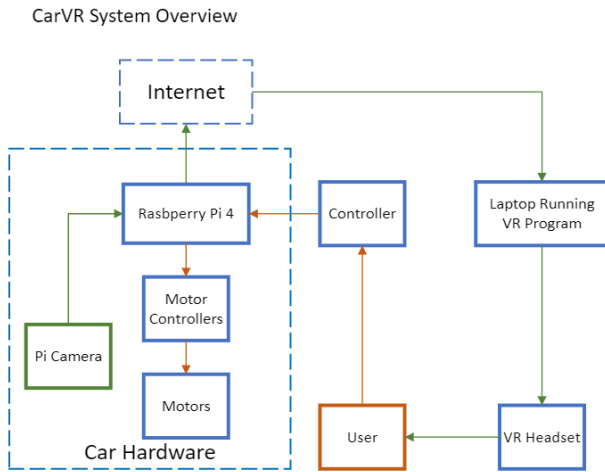 CarVR System Overview
Internet
Rasbperry Pi 4
Controller
Laptop Running
VR Program
Motor
Controllers
Pi Camera
Motors
User
VR Headset
Car Hardware